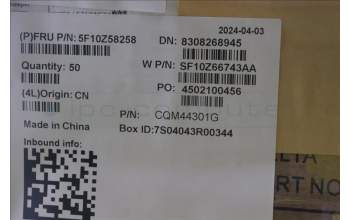 2024-04-03
(P)FRU P/N: 5F10Z58258
DN: 8308268945
Quantity: 50
W P/N: SF10Z66743AA
PO: 4502100456
(4L)Origin: CN
P/N: CQM44301G
Made in China
Box ID:7S04043R00344
Inbound info:
RT NO.